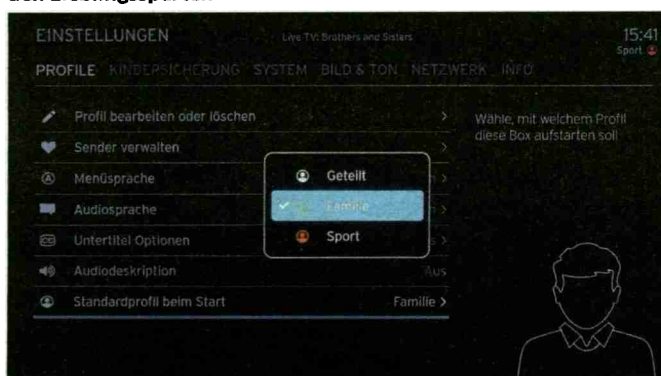 EINSTELLUNGEN
Live TV: Brothers and Sisters
15:41
Sport
PROFILE KINDERSICHERUNG SYSTEM BILD & TON NETZWERK INFO
Profil bearbeiten oder löschen >
Sender verwalten >
Menüsprache >
Audiosprache >
Untertitel Optionen >
Audiodeskription Aus
Standardprofil beim Start Familie >
Geteilt
Familie
Sport
Wähle, mit welchem Profil
diese Box aufstarten soll